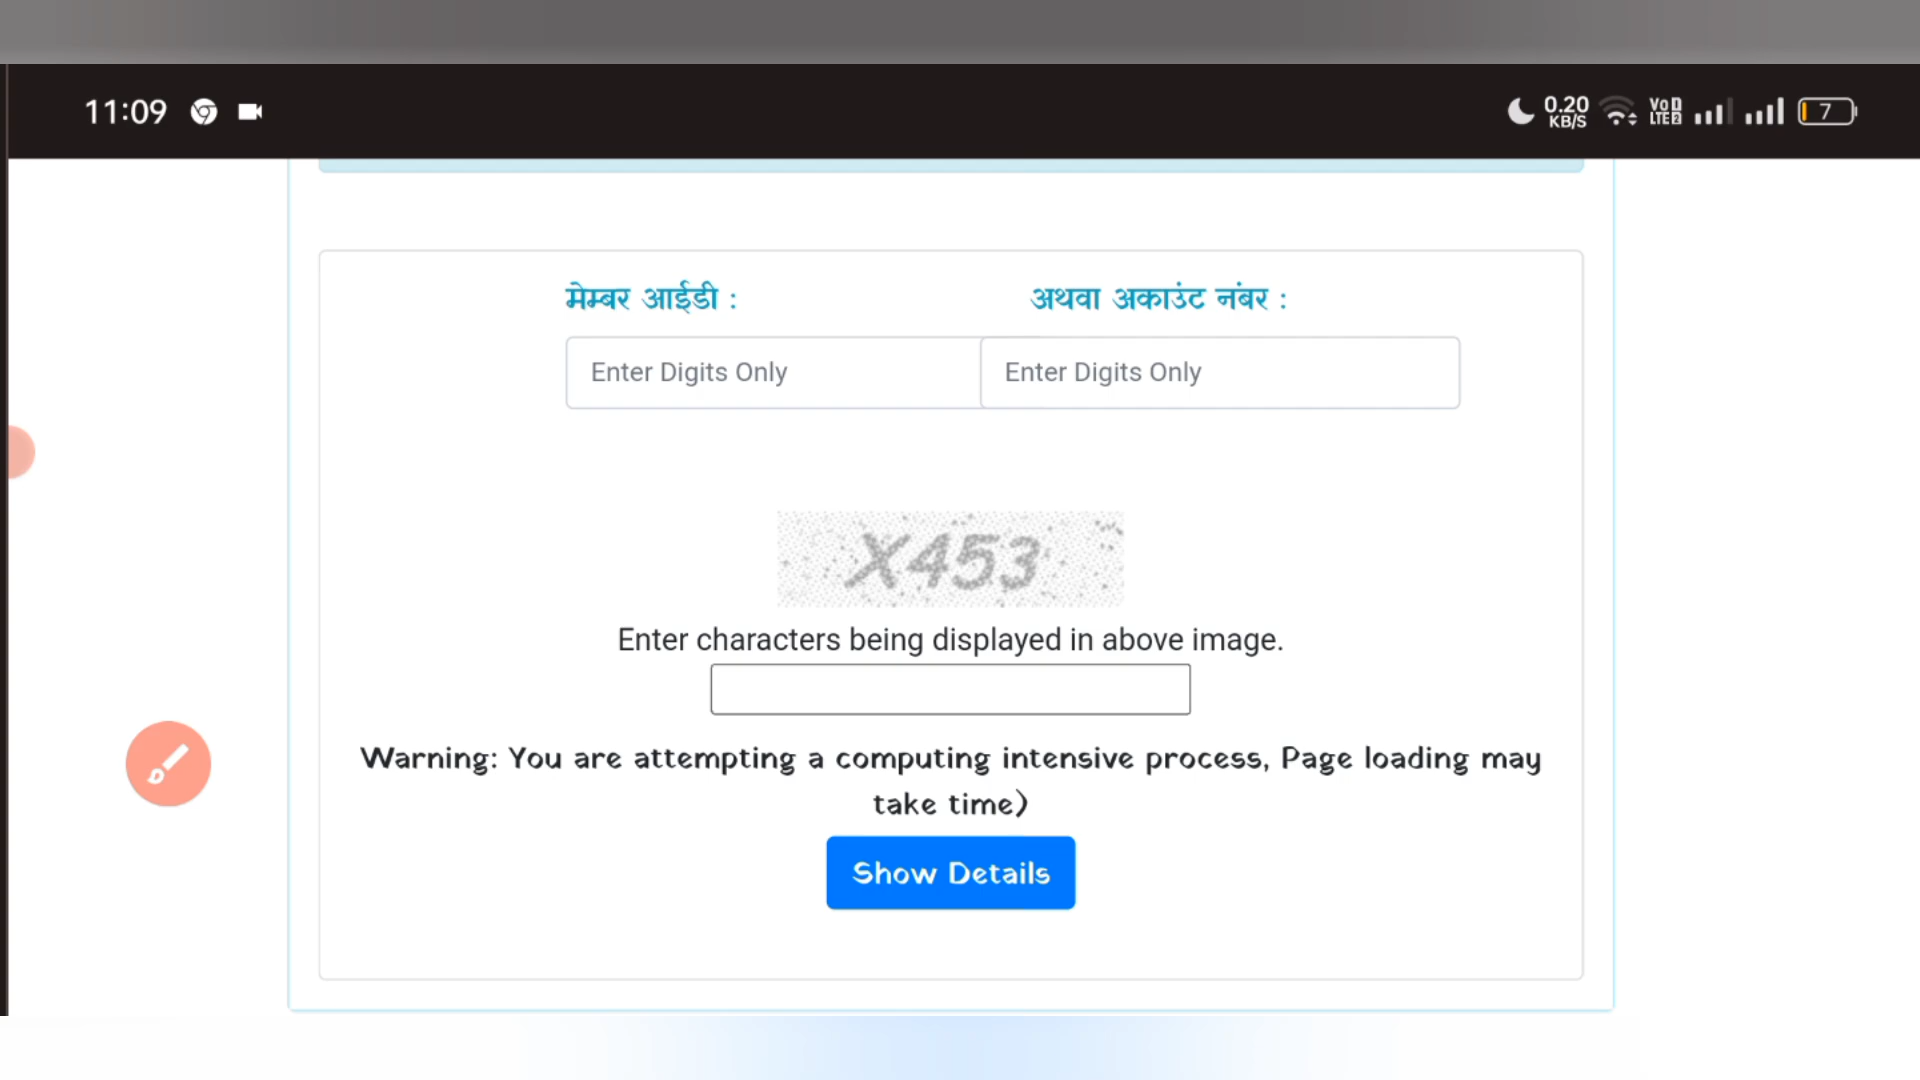 11:09 0.20 KB/S Vo LTE 7
मेम्बर आईडी : अथवा अकाउंट नंबर :
Enter Digits Only Enter Digits Only
X453
Enter characters being displayed in above image.
Warning: You are attempting a computing intensive process, Page loading may
take time)
Show Details